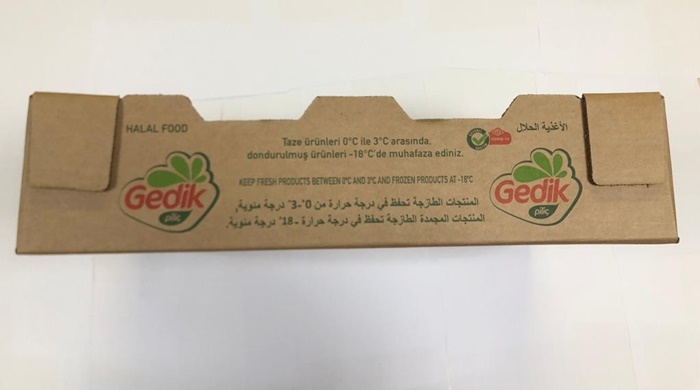 HALAL FOOD
الأغذية الحلال
Taze ürünleri 0°C ile 3°C arasında,
dondurulmuş ürünleri -18°C'de muhafaza ediniz.
Gedik
piliç
KEEP FRESH PRODUCTS BETWEEN 0°C AND 3°C AND FROZEN PRODUCTS AT -18°C
المنتجات الطازجة تحفظ في درجة حرارة من 0°-3° درجة مئوية,
المنتجات المجمدة الطازجة تحفظ في درجة حرارة -18° درجة مئوية.
Gedik
piliç